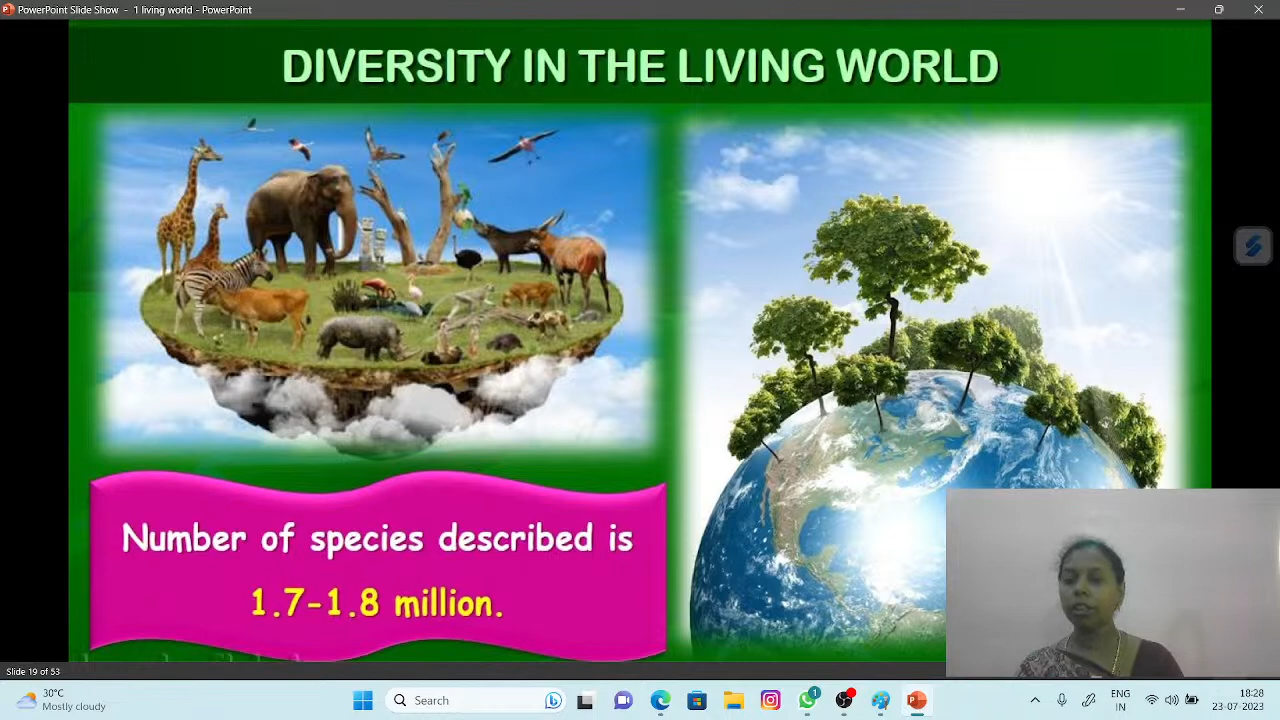 PowerPoint Slide Show - 1 living world - PowerPoint
DIVERSITY IN THE LIVING WORLD
Number of species described is
1.7-1.8 million.
Slide 19 of 53
30°C
Mostly cloudy
Search
1
ENG
IN
18:28
23-07-2023